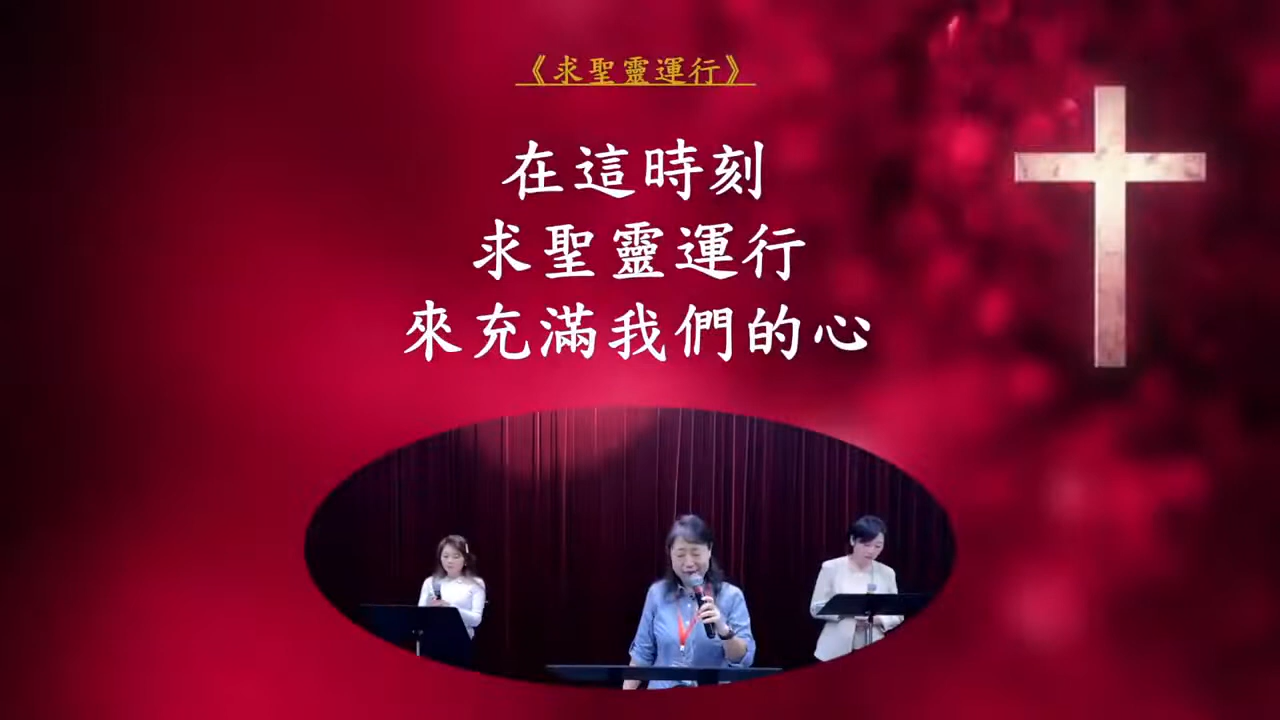 《求聖靈運行》
在這時刻
求聖靈運行
來充滿我們的心